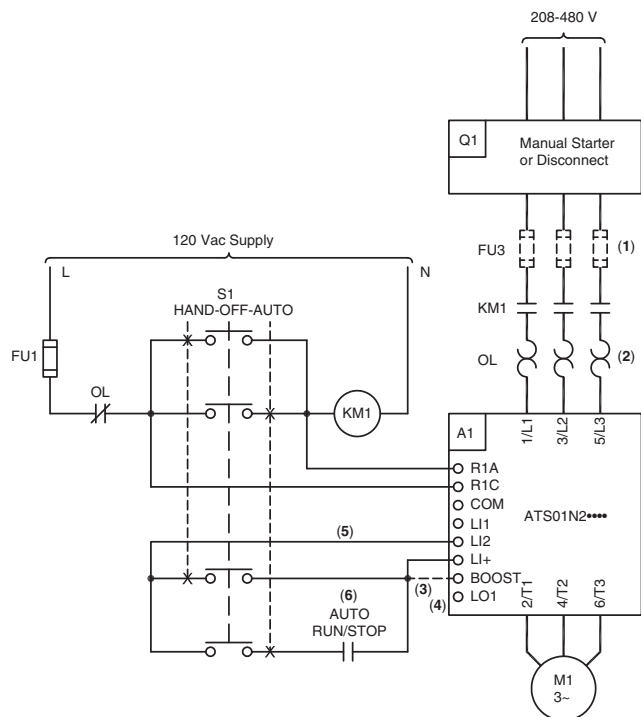 208-480 V
Q1
Manual Starter
or Disconnect
FU3
(1)
120 Vac Supply
L
N
S1
HAND-OFF-AUTO
KM1
FU1
OL
(2)
OL
KM1
A1
1/L1
3/L2
5/L3
R1A
R1C
COM
ATS01N2••••
LI1
(5)
LI2
LI+
(3)
BOOST
(4)
LO1
2/T1
4/T2
6/T3
(6)
AUTO
RUN/STOP
M1
3~